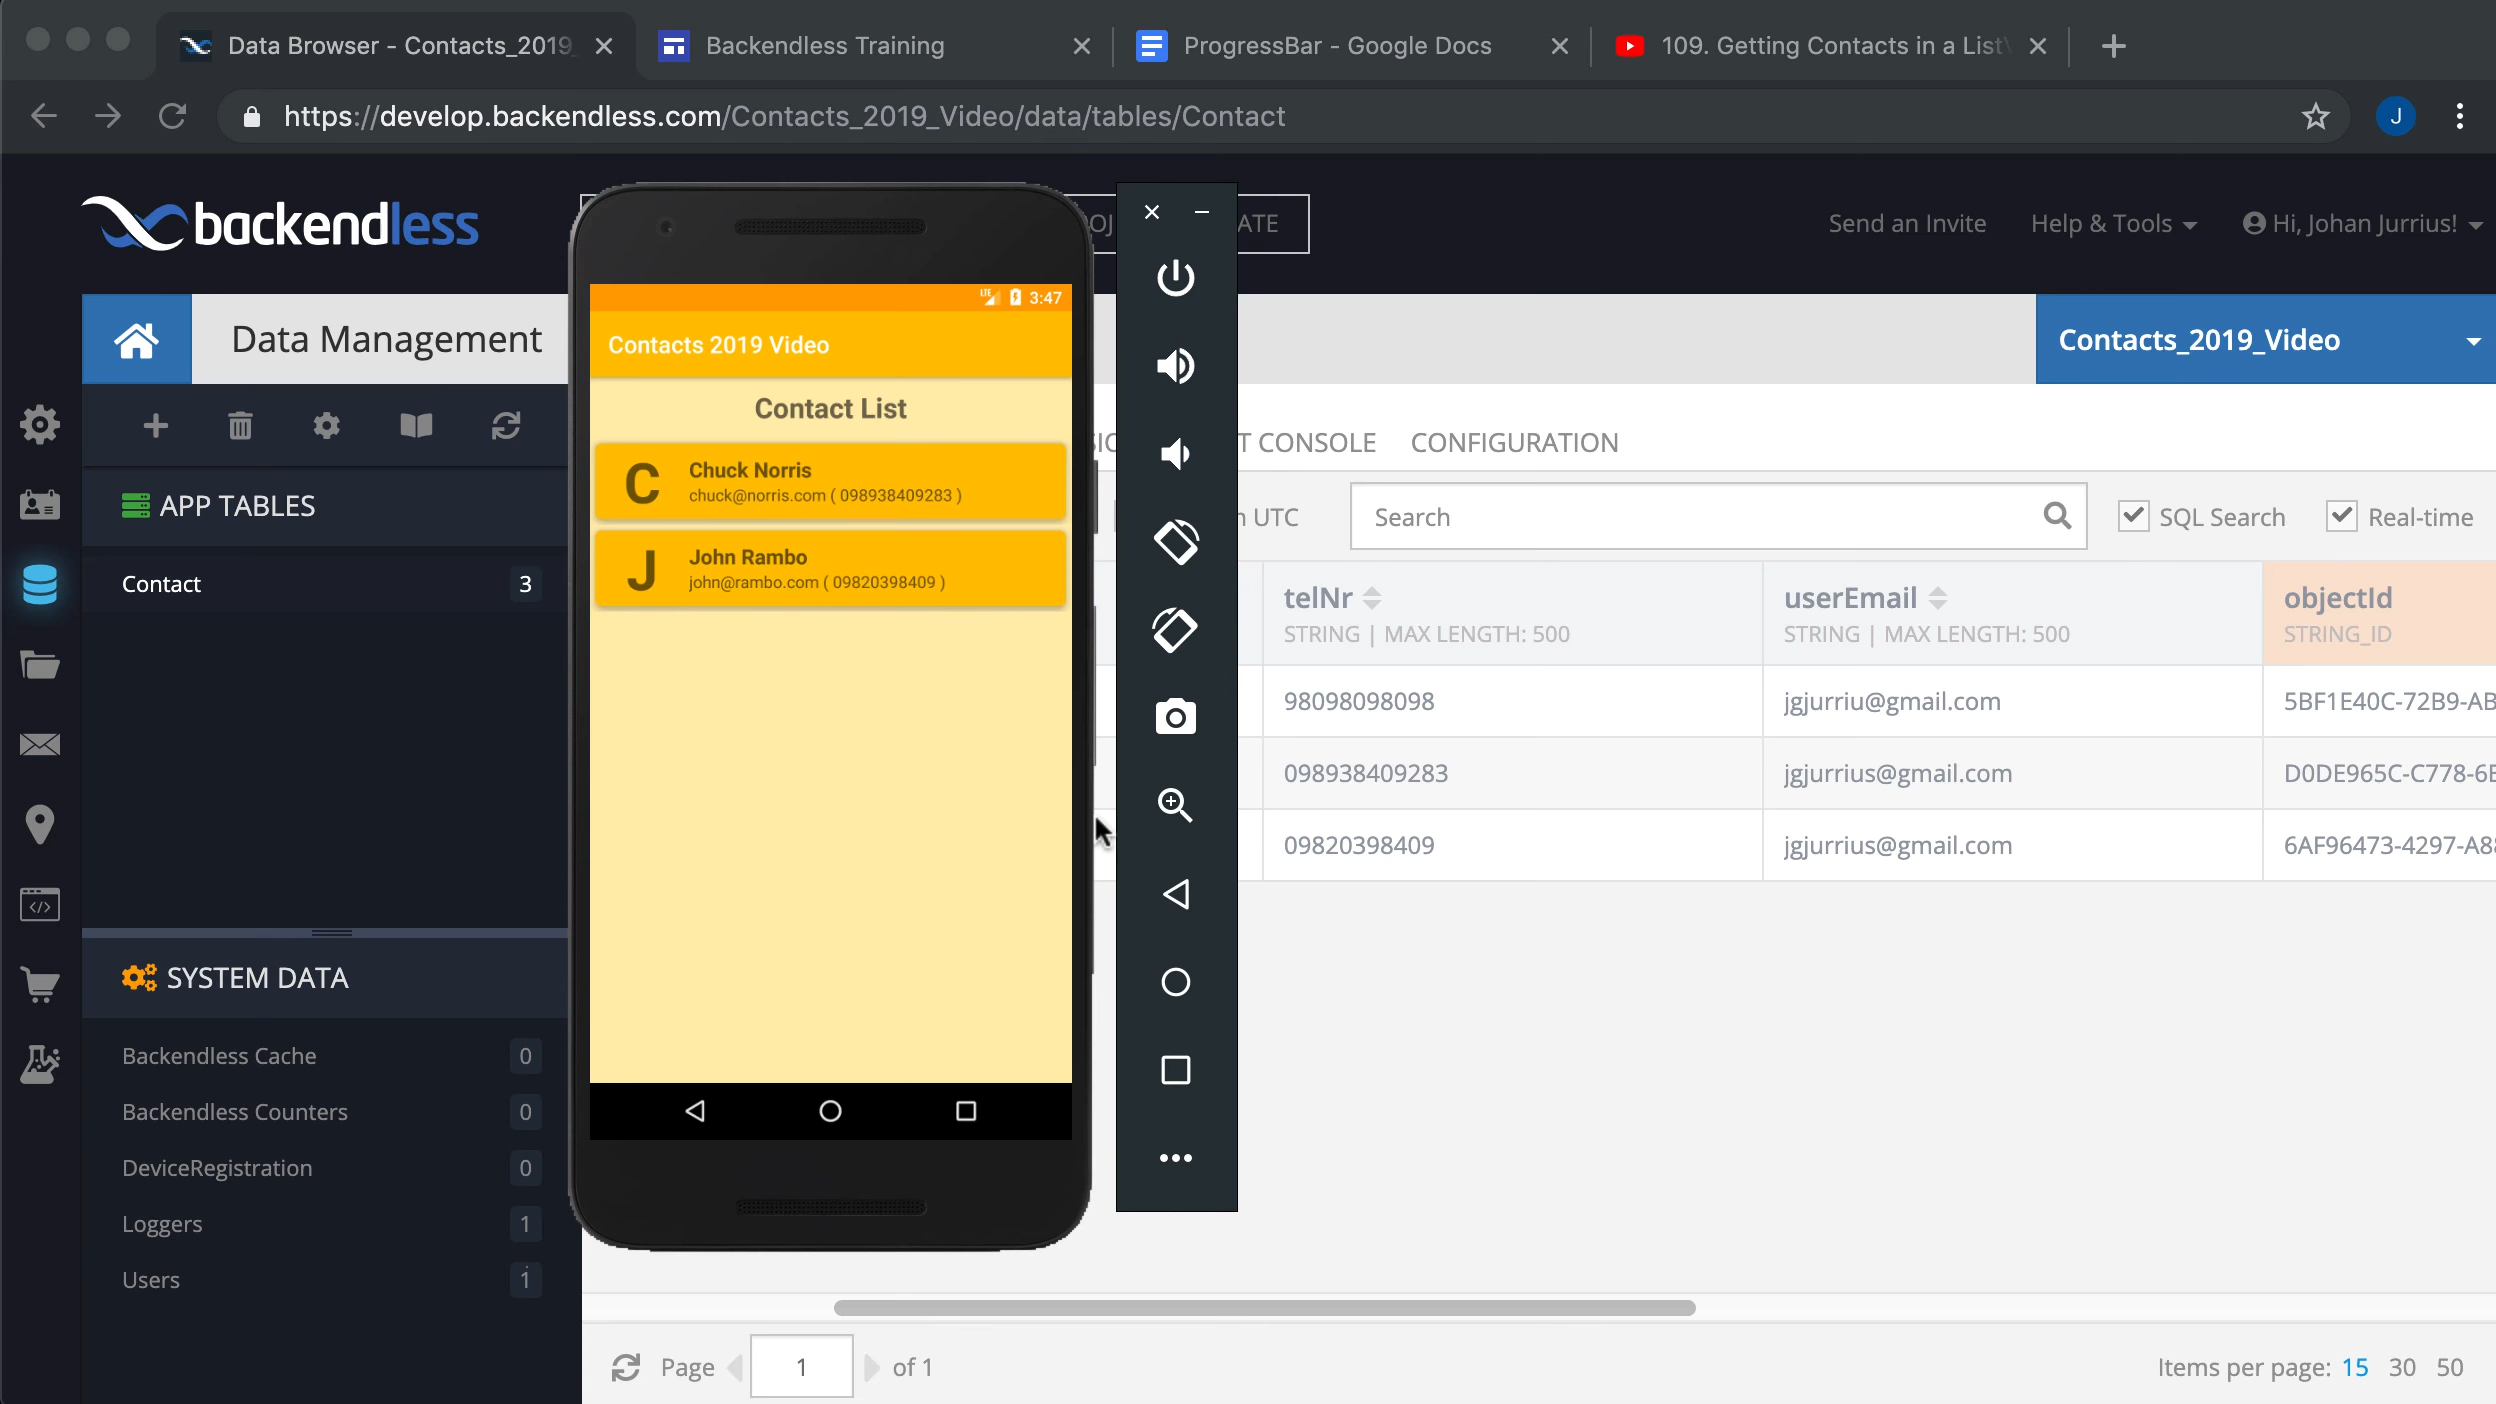 Data Browser - Contacts_2019
Backendless Training
ProgressBar - Google Docs
109. Getting Contacts in a List
https://develop.backendless.com/Contacts_2019_Video/data/tables/Contact
J
backendless
OJ
ATE
Send an Invite
Help & Tools
Hi, Johan Jurrius!
Data Management
Contacts_2019_Video
LTE
3:47
Contacts 2019 Video
Contact List
C
Chuck Norris
chuck@norris.com ( 098938409283 )
J
John Rambo
john@rambo.com ( 09820398409 )
T CONSOLE
CONFIGURATION
APP TABLES
Contact
3
UTC
Search
SQL Search
Real-time
telNr
STRING | MAX LENGTH: 500
userEmail
STRING | MAX LENGTH: 500
objectId
STRING_ID
98098098098
jgjurriu@gmail.com
5BF1E40C-72B9-AB
098938409283
jgjurrius@gmail.com
D0DE965C-C778-6E
09820398409
jgjurrius@gmail.com
6AF96473-4297-A8
SYSTEM DATA
Backendless Cache
0
Backendless Counters
0
DeviceRegistration
0
Loggers
1
Users
1
Page
1
of 1
Items per page: 15 30 50